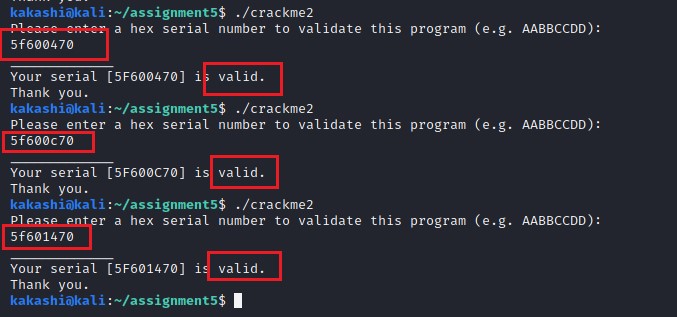 Thank you.
kakashi@kali:~/assignment5$ ./crackme2
Please enter a hex serial number to validate this program (e.g. AABBCCDD):
5f600470
_____________
Your serial [5F600470] is valid.
Thank you.
kakashi@kali:~/assignment5$ ./crackme2
Please enter a hex serial number to validate this program (e.g. AABBCCDD):
5f600c70
_____________
Your serial [5F600C70] is valid.
Thank you.
kakashi@kali:~/assignment5$ ./crackme2
Please enter a hex serial number to validate this program (e.g. AABBCCDD):
5f601470
_____________
Your serial [5F601470] is valid.
Thank you.
kakashi@kali:~/assignment5$